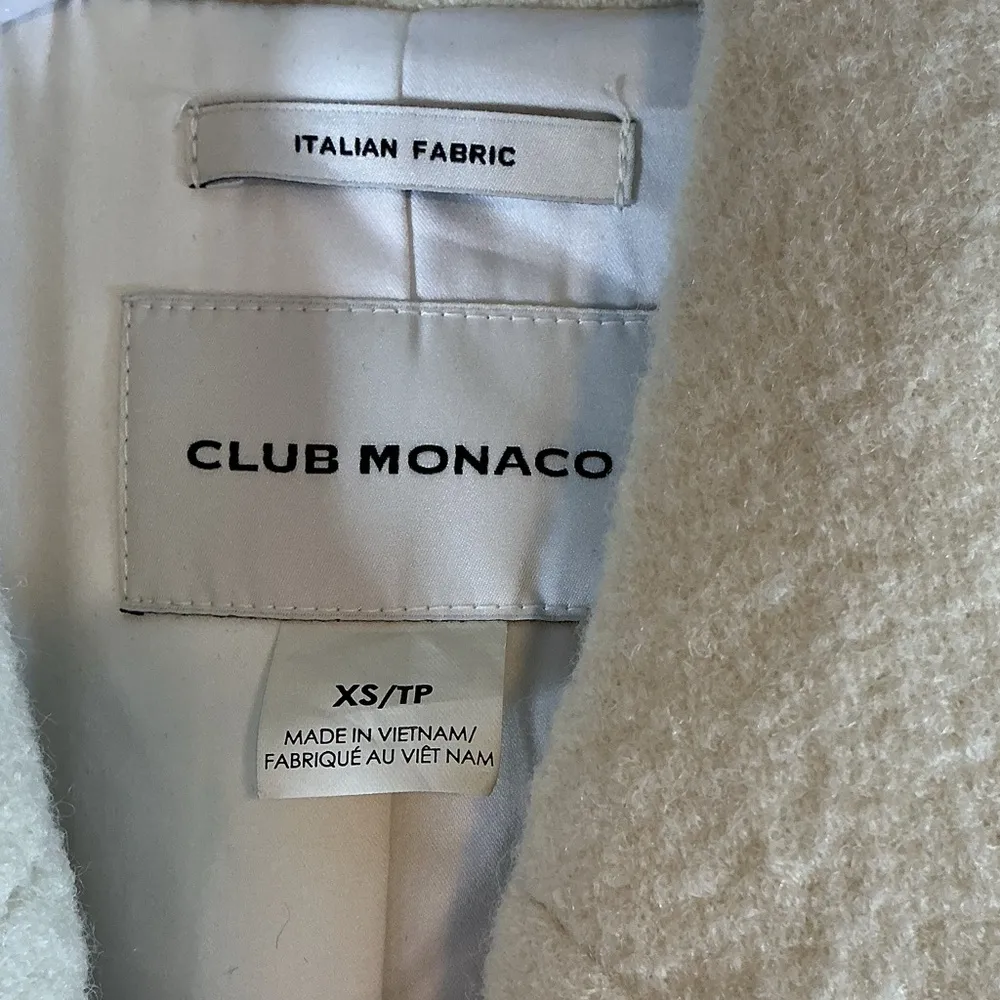 ITALIAN FABRIC
CLUB MONACO
XS/TP
MADE IN VIETNAM/
FABRIQUÉ AU VIÊT NAM